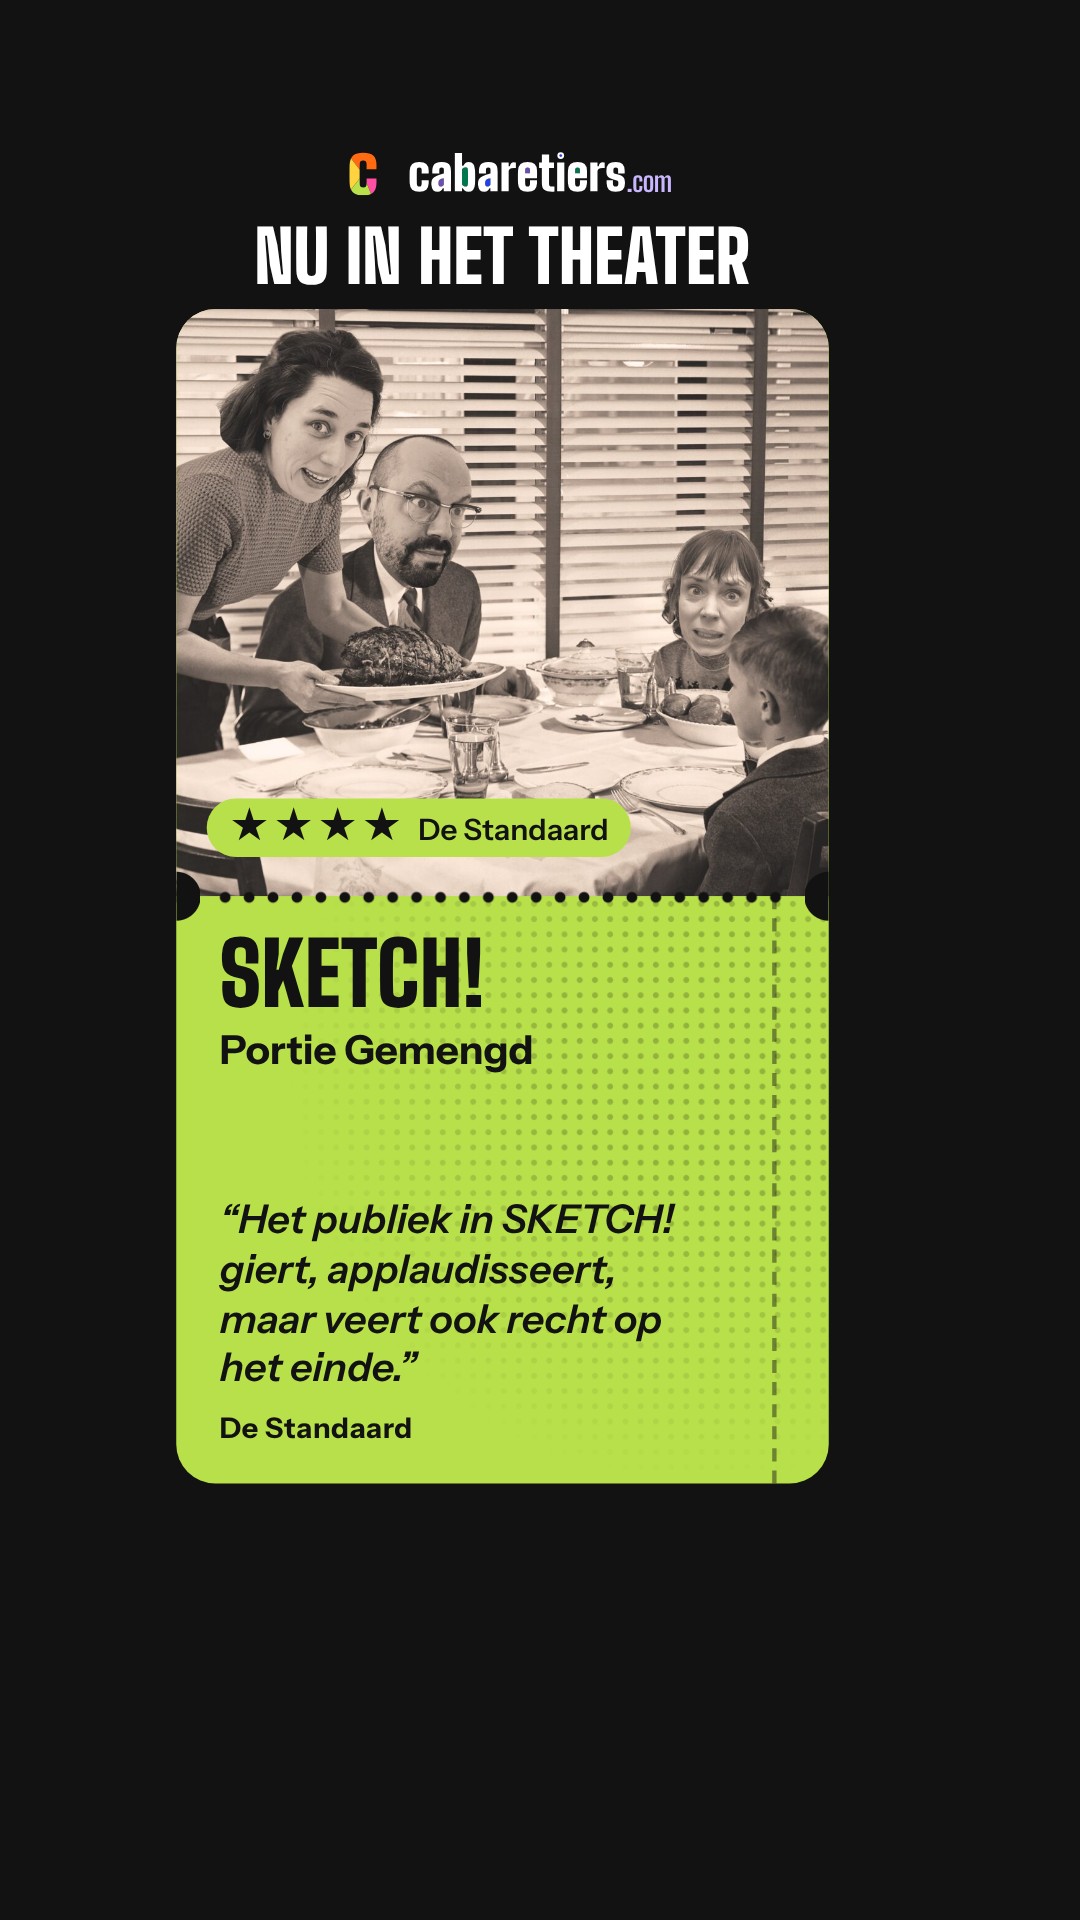 C cabaretiers.com
NU IN HET THEATER
★★★★ De Standaard
SKETCH!
Portie Gemengd
“Het publiek in SKETCH!
giert, applaudisseert,
maar veert ook recht op
het einde.”
De Standaard